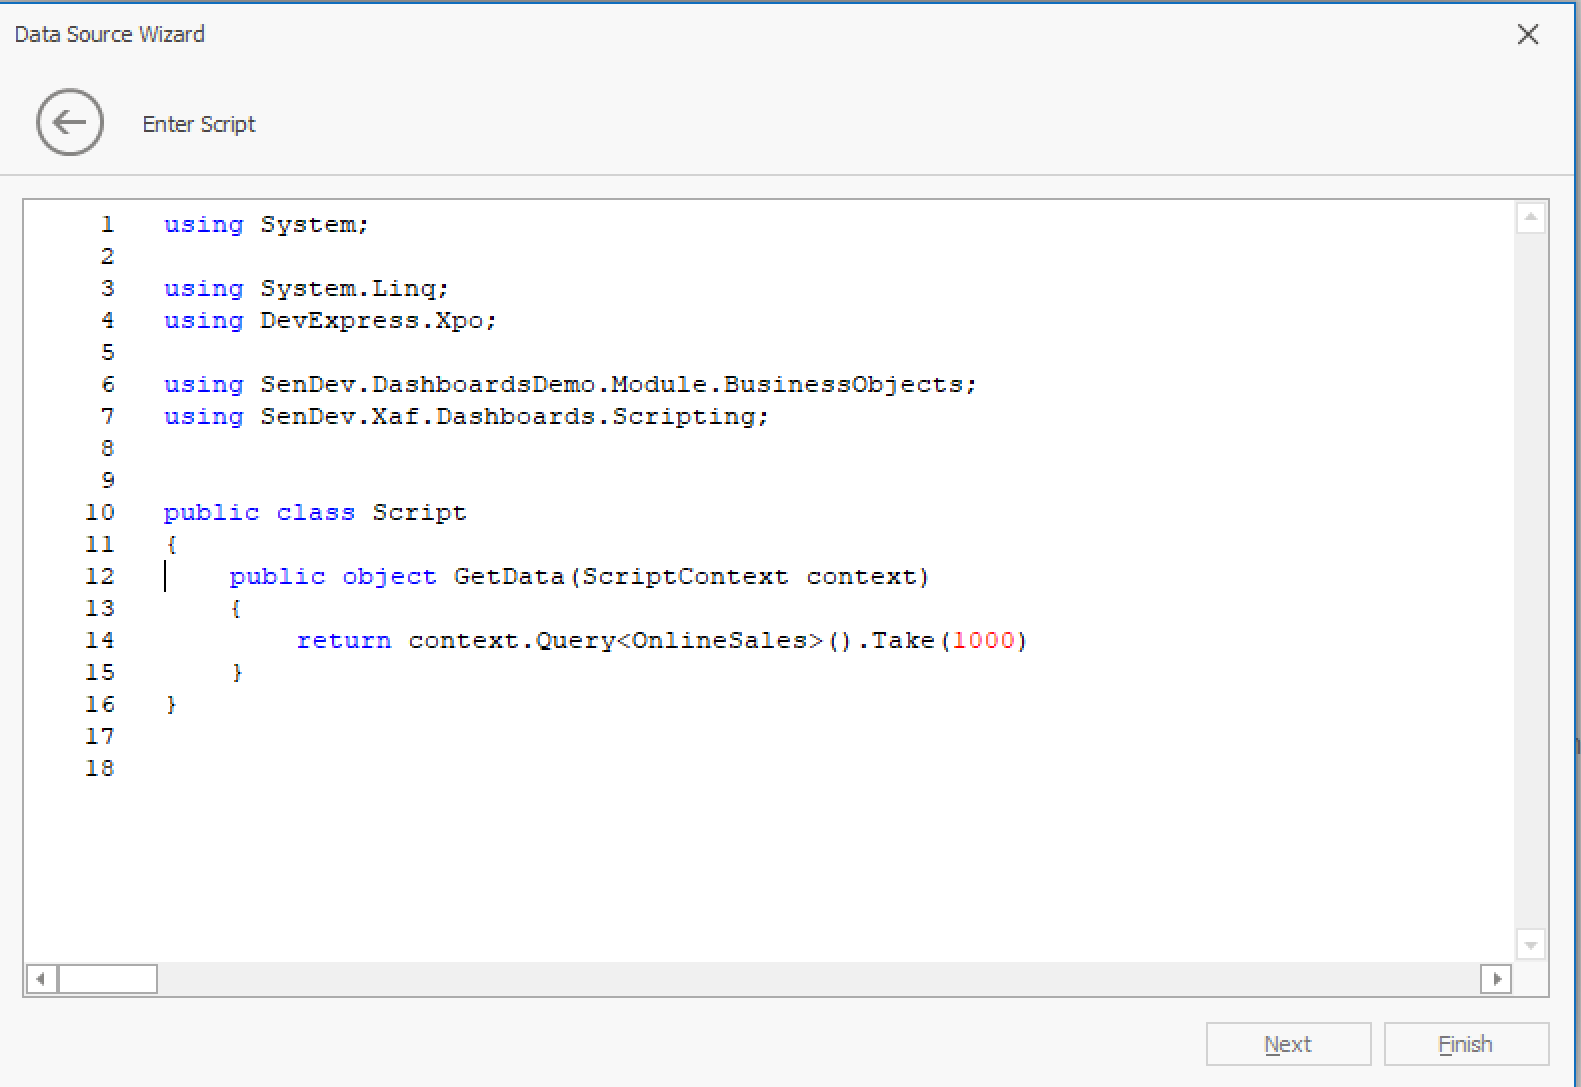 Data Source Wizard
Enter Script
1 using System;
2
3 using System.Linq;
4 using DevExpress.Xpo;
5
6 using SenDev.DashboardsDemo.Module.BusinessObjects;
7 using SenDev.Xaf.Dashboards.Scripting;
8
9
10 public class Script
11 {
12 public object GetData(ScriptContext context)
13 {
14 return context.Query<OnlineSales>().Take(1000)
15 }
16 }
17
18
Next Finish